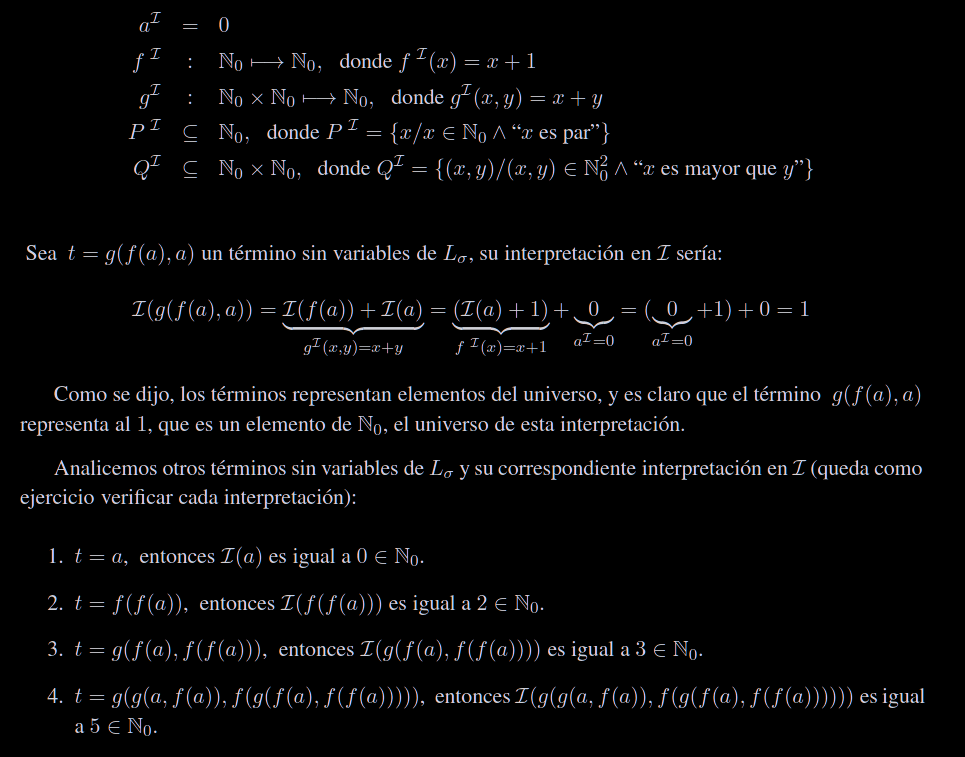 a^ℐ = 0
f^ℐ : ℕ₀ ⟼ ℕ₀, donde f^ℐ(x) = x + 1
g^ℐ : ℕ₀ × ℕ₀ ⟼ ℕ₀, donde g^ℐ(x, y) = x + y
P^ℐ ⊆ ℕ₀, donde P^ℐ = {x/x ∈ ℕ₀ ∧ “x es par”}
Q^ℐ ⊆ ℕ₀ × ℕ₀, donde Q^ℐ = {(x, y)/(x, y) ∈ ℕ₀² ∧ “x es mayor que y”}
Sea t = g(f(a), a) un término sin variables de L_σ, su interpretación en ℐ sería:
ℐ(g(f(a), a)) = ℐ(f(a)) + ℐ(a) = (ℐ(a) + 1) + 0 = ( 0 +1) + 0 = 1
g^ℐ(x,y)=x+y f^ℐ(x)=x+1 a^ℐ=0 a^ℐ=0
Como se dijo, los términos representan elementos del universo, y es claro que el término g(f(a), a)
representa al 1, que es un elemento de ℕ₀, el universo de esta interpretación.
Analicemos otros términos sin variables de L_σ y su correspondiente interpretación en ℐ (queda como
ejercicio verificar cada interpretación):
1. t = a, entonces ℐ(a) es igual a 0 ∈ ℕ₀.
2. t = f(f(a)), entonces ℐ(f(f(a))) es igual a 2 ∈ ℕ₀.
3. t = g(f(a), f(f(a))), entonces ℐ(g(f(a), f(f(a)))) es igual a 3 ∈ ℕ₀.
4. t = g(g(a, f(a)), f(g(f(a), f(f(a))))), entonces ℐ(g(g(a, f(a)), f(g(f(a), f(f(a)))))) es igual
a 5 ∈ ℕ₀.